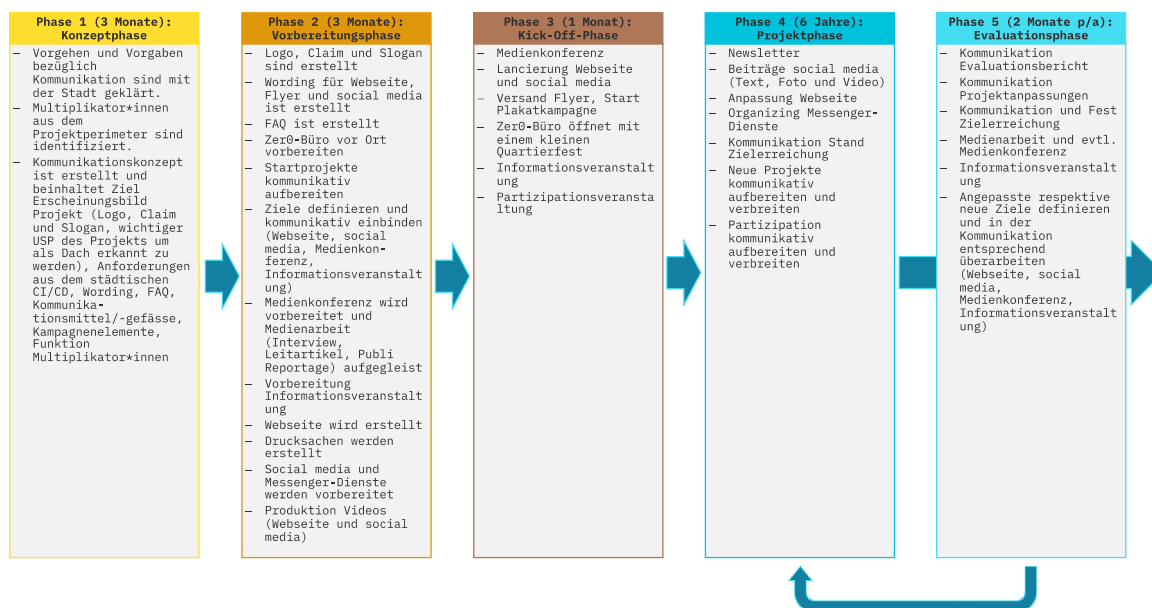 Phase 1 (3 Monate):
Konzeptphase
– Vorgehen und Vorgaben
bezüglich
Kommunikation sind mit
der Stadt geklärt.
– Multiplikator*innen
aus dem
Projektperimeter sind
identifiziert.
– Kommunikationskonzept
ist erstellt und
beinhaltet Ziel
Erscheinungsbild
Projekt (Logo, Claim
und Slogan, wichtiger
USP des Projekts um
als Dach erkannt zu
werden), Anforderungen
aus dem städtischen
CI/CD, Wording, FAQ,
Kommunika-
tionsmittel/-gefässe,
Kampagnenelemente,
Funktion
Multiplikator*innen
Phase 2 (3 Monate):
Vorbereitungsphase
– Logo, Claim und Slogan
sind erstellt
– Wording für Webseite,
Flyer und social media
ist erstellt
– FAQ ist erstellt
– Zer0-Büro vor Ort
vorbereiten
– Startprojekte
kommunikativ
aufbereiten
– Ziele definieren und
kommunikativ einbinden
(Webseite, social
media, Medienkon-
ferenz,
Informationsveranstalt
ung)
– Medienkonferenz wird
vorbereitet und
Medienarbeit
(Interview,
Leitartikel, Publi
Reportage) aufgegleist
– Vorbereitung
Informationsveranstalt
ung
– Webseite wird erstellt
– Drucksachen werden
erstellt
– Social media und
Messenger-Dienste
werden vorbereitet
– Produktion Videos
(Webseite und social
media)
Phase 3 (1 Monat):
Kick-Off-Phase
– Medienkonferenz
– Lancierung Webseite
und social media
– Versand Flyer, Start
Plakatkampagne
– Zer0-Büro öffnet mit
einem kleinen
Quartierfest
– Informationsveranstalt
ung
– Partizipationsveransta
ltung
Phase 4 (6 Jahre):
Projektphase
– Newsletter
– Beiträge social media
(Text, Foto und Video)
– Anpassung Webseite
– Organizing Messenger-
Dienste
– Kommunikation Stand
Zielerreichung
– Neue Projekte
kommunikativ
aufbereiten und
verbreiten
– Partizipation
kommunikativ
aufbereiten und
verbreiten
Phase 5 (2 Monate p/a):
Evaluationsphase
– Kommunikation
Evaluationsbericht
– Kommunikation
Projektanpassungen
– Kommunikation und Fest
Zielerreichung
– Medienarbeit und evtl.
Medienkonferenz
– Informationsveranstalt
ung
– Angepasste respektive
neue Ziele definieren
und in der
Kommunikation
entsprechend
überarbeiten
(Webseite, social
media,
Medienkonferenz,
Informationsveranstalt
ung)